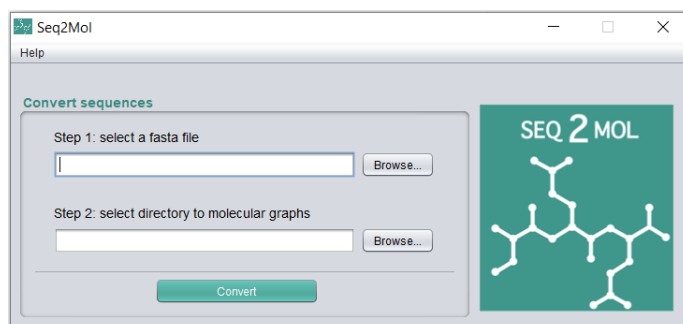 Seq2Mol
Help
Convert sequences
Step 1: select a fasta file
Browse...
Step 2: select directory to molecular graphs
Browse...
Convert
SEQ 2 MOL